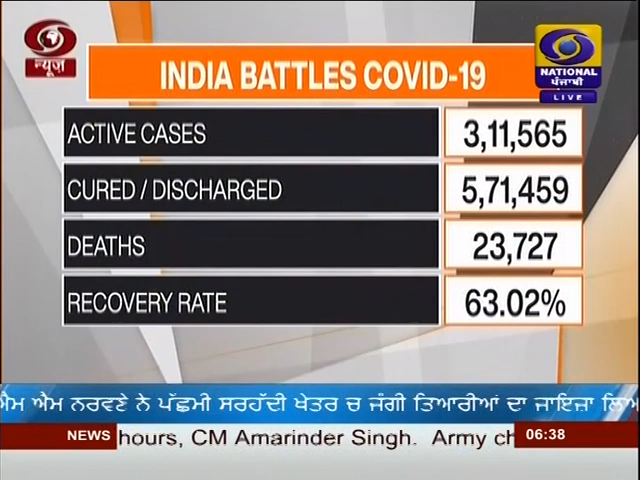 न्यूज़
INDIA BATTLES COVID-19
NATIONAL
ਪੰਜਾਬੀ
LIVE
ACTIVE CASES 3,11,565
CURED / DISCHARGED 5,71,459
DEATHS 23,727
RECOVERY RATE 63.02%
ਐਮ ਐਮ ਨਰਵਣੇ ਨੇ ਪੱਛਮੀ ਸਰਹੱਦੀ ਖੇਤਰ ਚ ਜੰਗੀ ਤਿਆਰੀਆਂ ਦਾ ਜਾਇਜ਼ਾ ਲਿਆ
NEWS hours, CM Amarinder Singh. Army ch 06:38